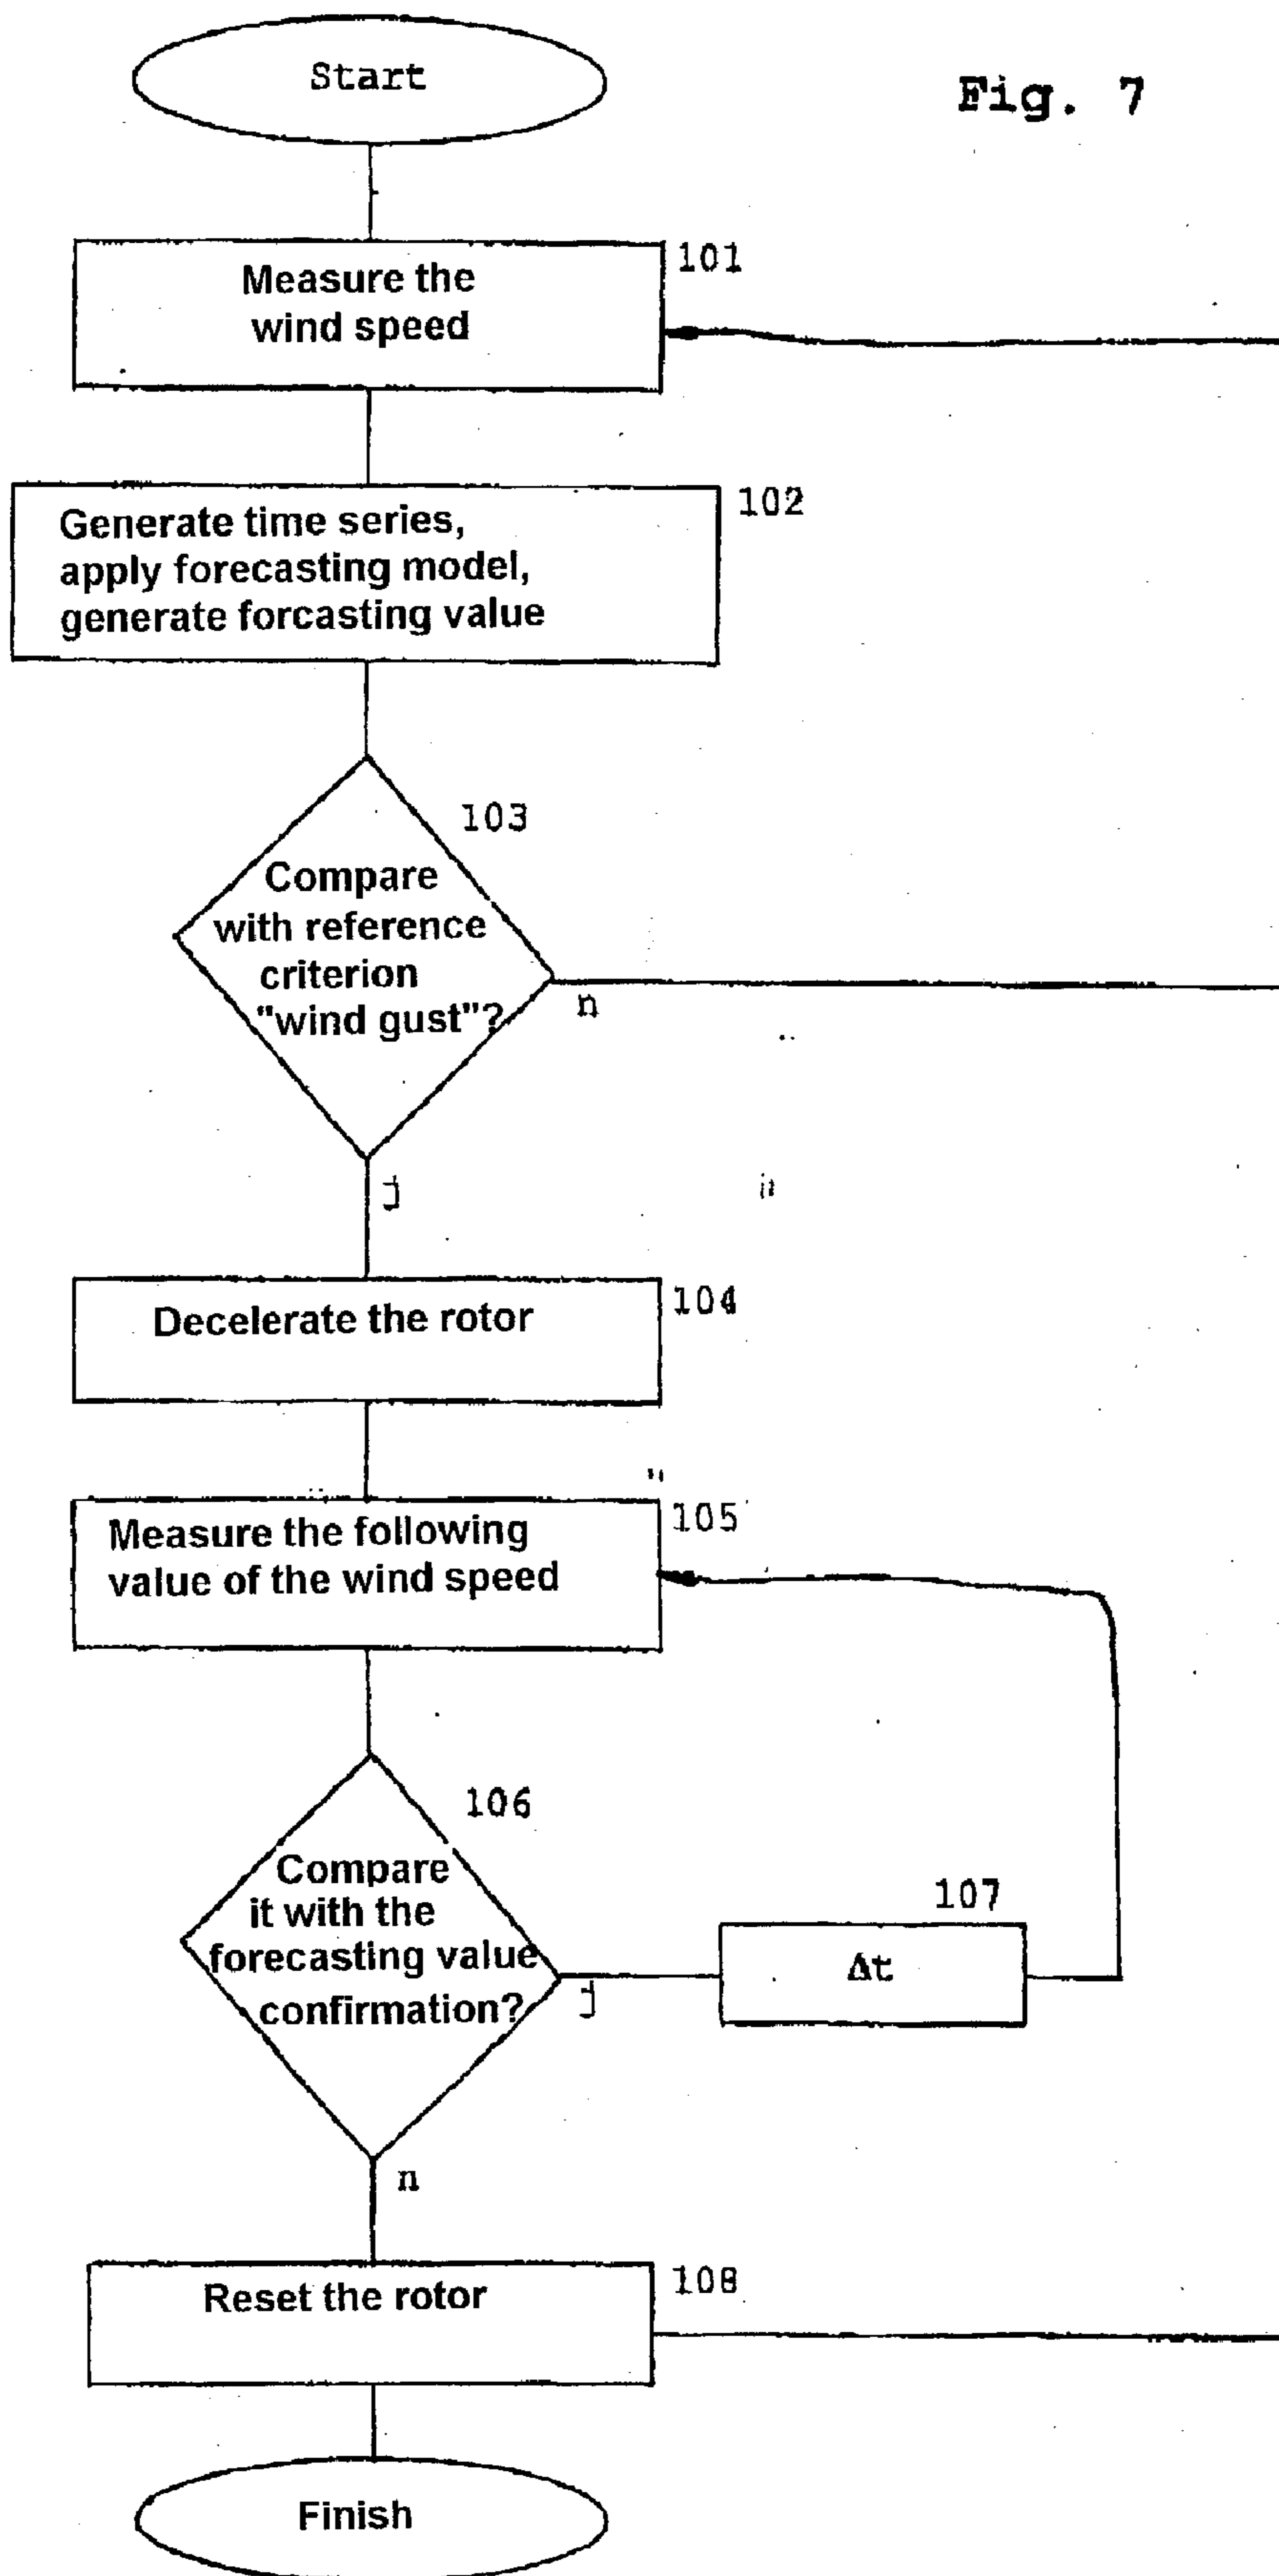 Start
Fig. 7
101
Measure the
wind speed
102
Generate time series,
apply forecasting model,
generate forcasting value
103
Compare
with reference
criterion
"wind gust"?
n
j
104
Decelerate the rotor
105
Measure the following
value of the wind speed
106
Compare
it with the
forecasting value
confirmation?
j
107
Δt
n
108
Reset the rotor
Finish